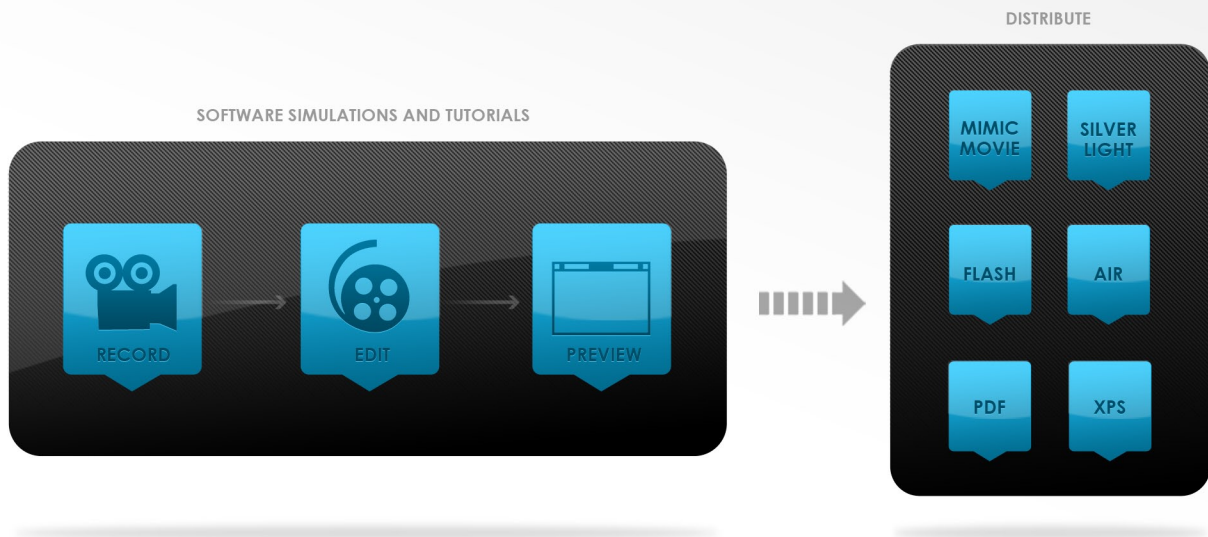 DISTRIBUTE
SOFTWARE SIMULATIONS AND TUTORIALS
RECORD
EDIT
PREVIEW
MIMIC
MOVIE
SILVER
LIGHT
FLASH
AIR
PDF
XPS